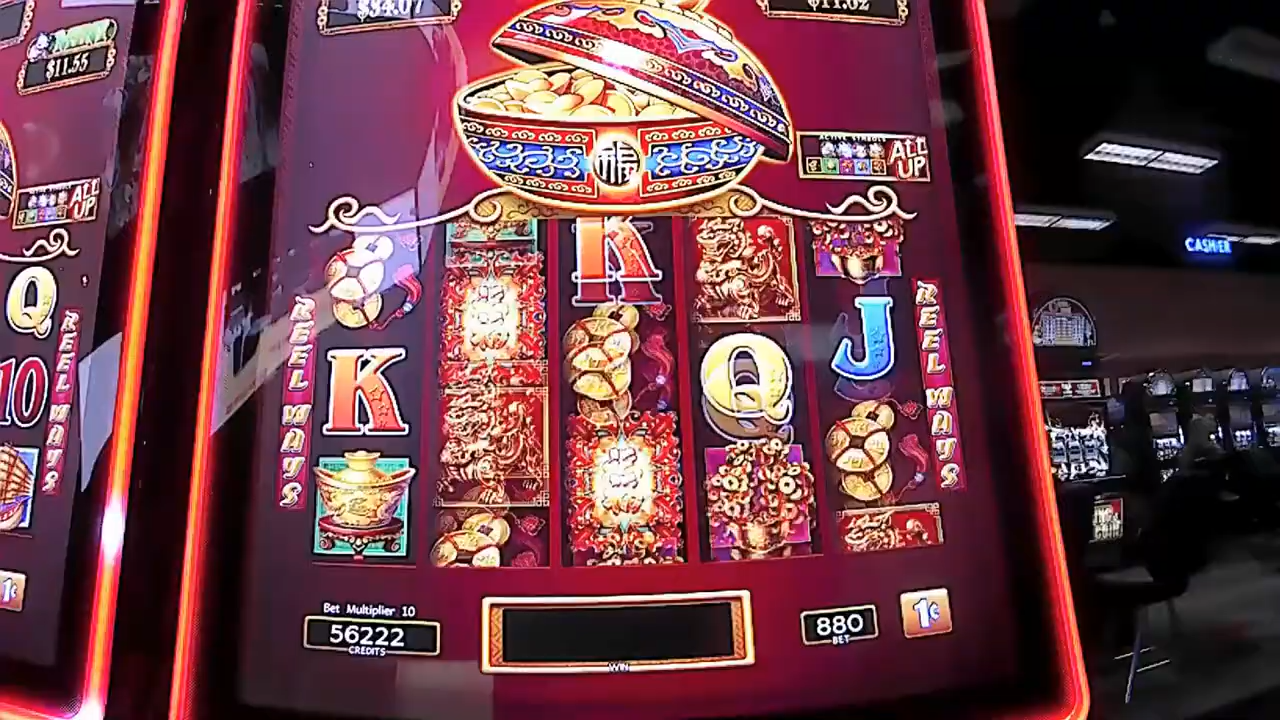 $34.07
$11.02
MINI
$11.55
ACTIVE SYMBOLS
ALL
UP
ALL
UP
福
K
Q
K
J
Q
10
REEL WAYS
REEL WAYS
REEL WAYS
CASHIER
Bet Multiplier 10
56222
CREDITS
WIN
880
BET
1¢
1¢